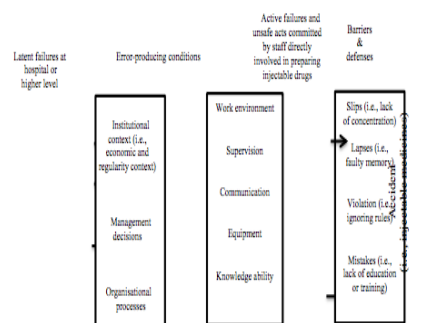 Latent failures at
hospital or
higher level
Error-producing conditions
Active failures and
unsafe acts committed
by staff directly
involved in preparing
injectable drugs
Barriers
&
defenses
Institutional
context (i.e.,
economic and
regularity context)
Management
decisions
Organisational
processes
Work environment
Supervision
Communication
Equipment
Knowledge ability
Slips (i.e., lack
of concentration)
Lapses (i.e.,
faulty memory)
Violation (i.e.,
ignoring rules)
Mistakes (i.e.,
lack of education
or training)
Accident
(i.e., injectable medicines)